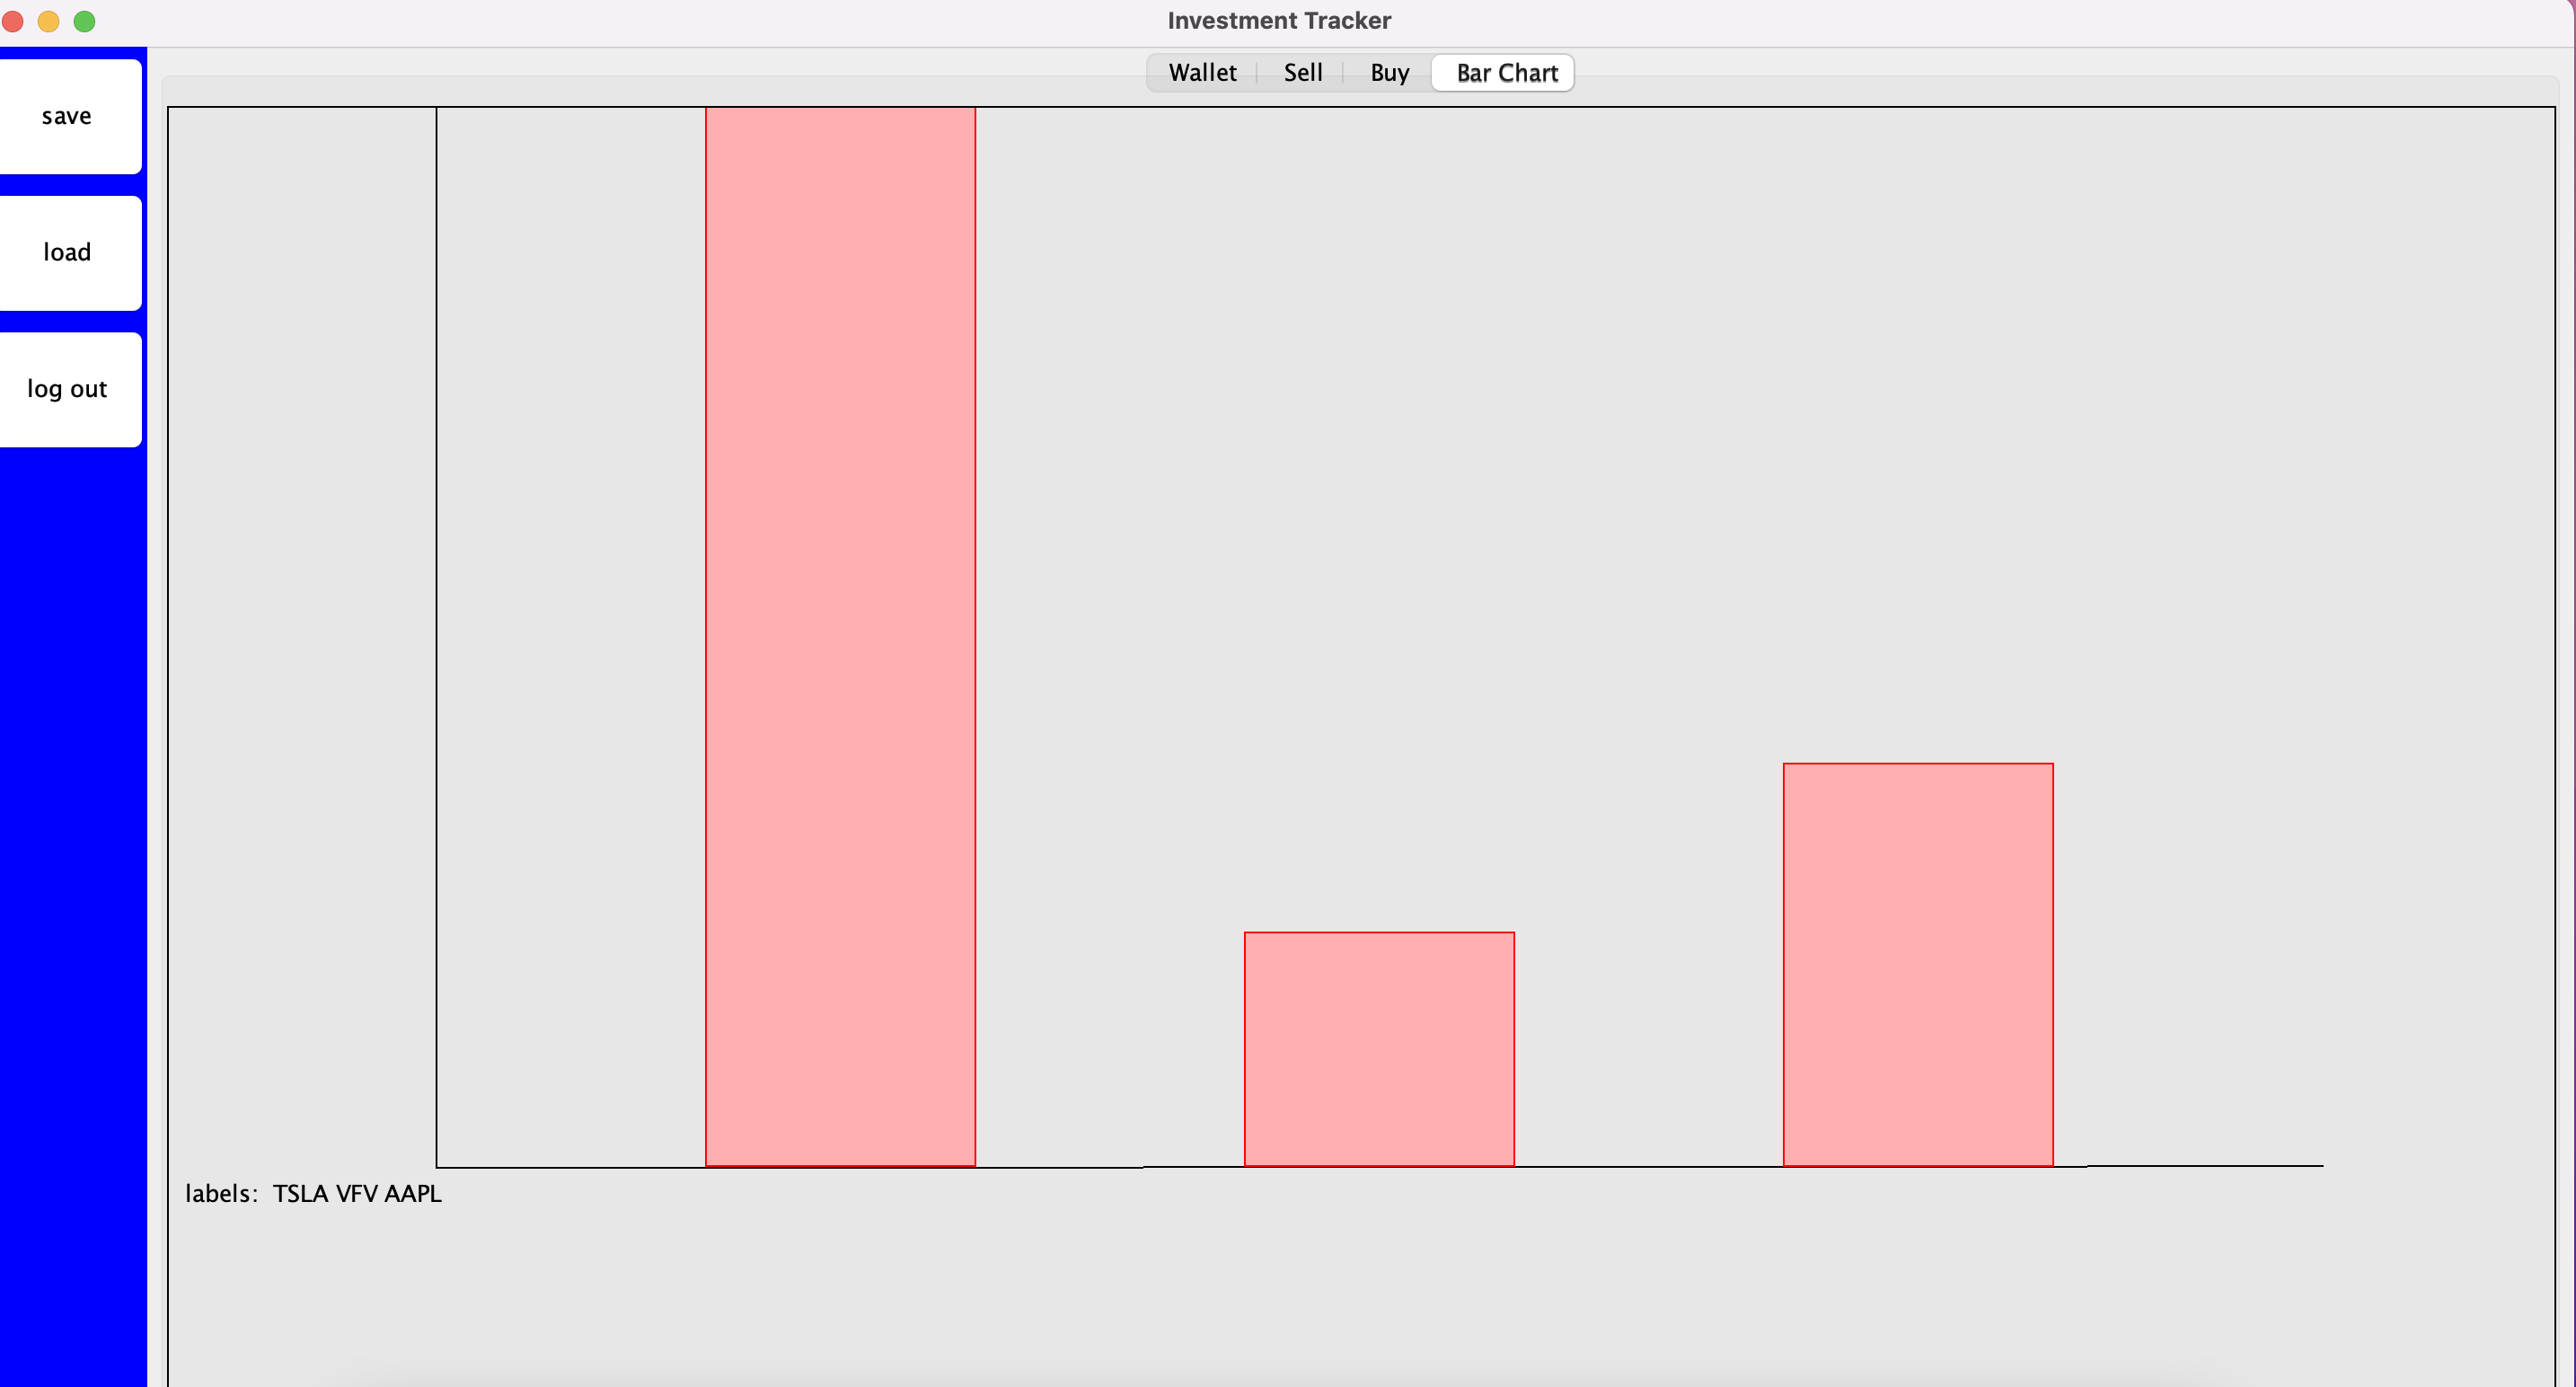 Investment Tracker
Wallet Sell Buy Bar Chart
save
load
log out
labels: TSLA VFV AAPL